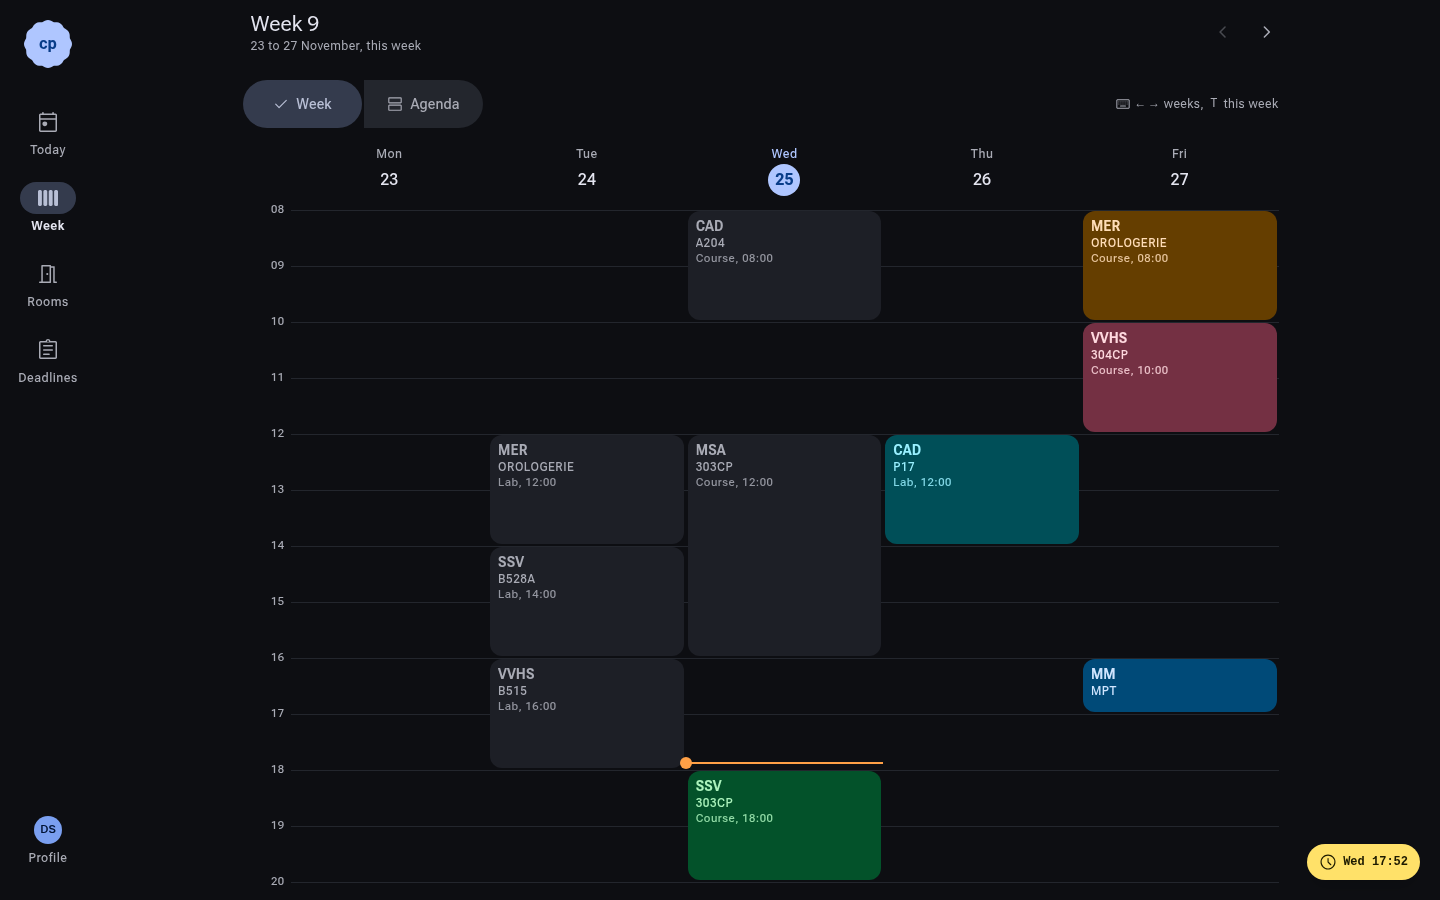 cp
Today
Week
Rooms
Deadlines
DS
Profile
Week 9
23 to 27 November, this week
Week
Agenda
← → weeks, T this week
Mon
23
Tue
24
Wed
25
Thu
26
Fri
27
08
09
10
11
12
13
14
15
16
17
18
19
20
MER
OROLOGERIE
Lab, 12:00
SSV
B528A
Lab, 14:00
VVHS
B515
Lab, 16:00
CAD
A204
Course, 08:00
MSA
303CP
Course, 12:00
SSV
303CP
Course, 18:00
CAD
P17
Lab, 12:00
MER
OROLOGERIE
Course, 08:00
VVHS
304CP
Course, 10:00
MM
MPT
Wed 17:52